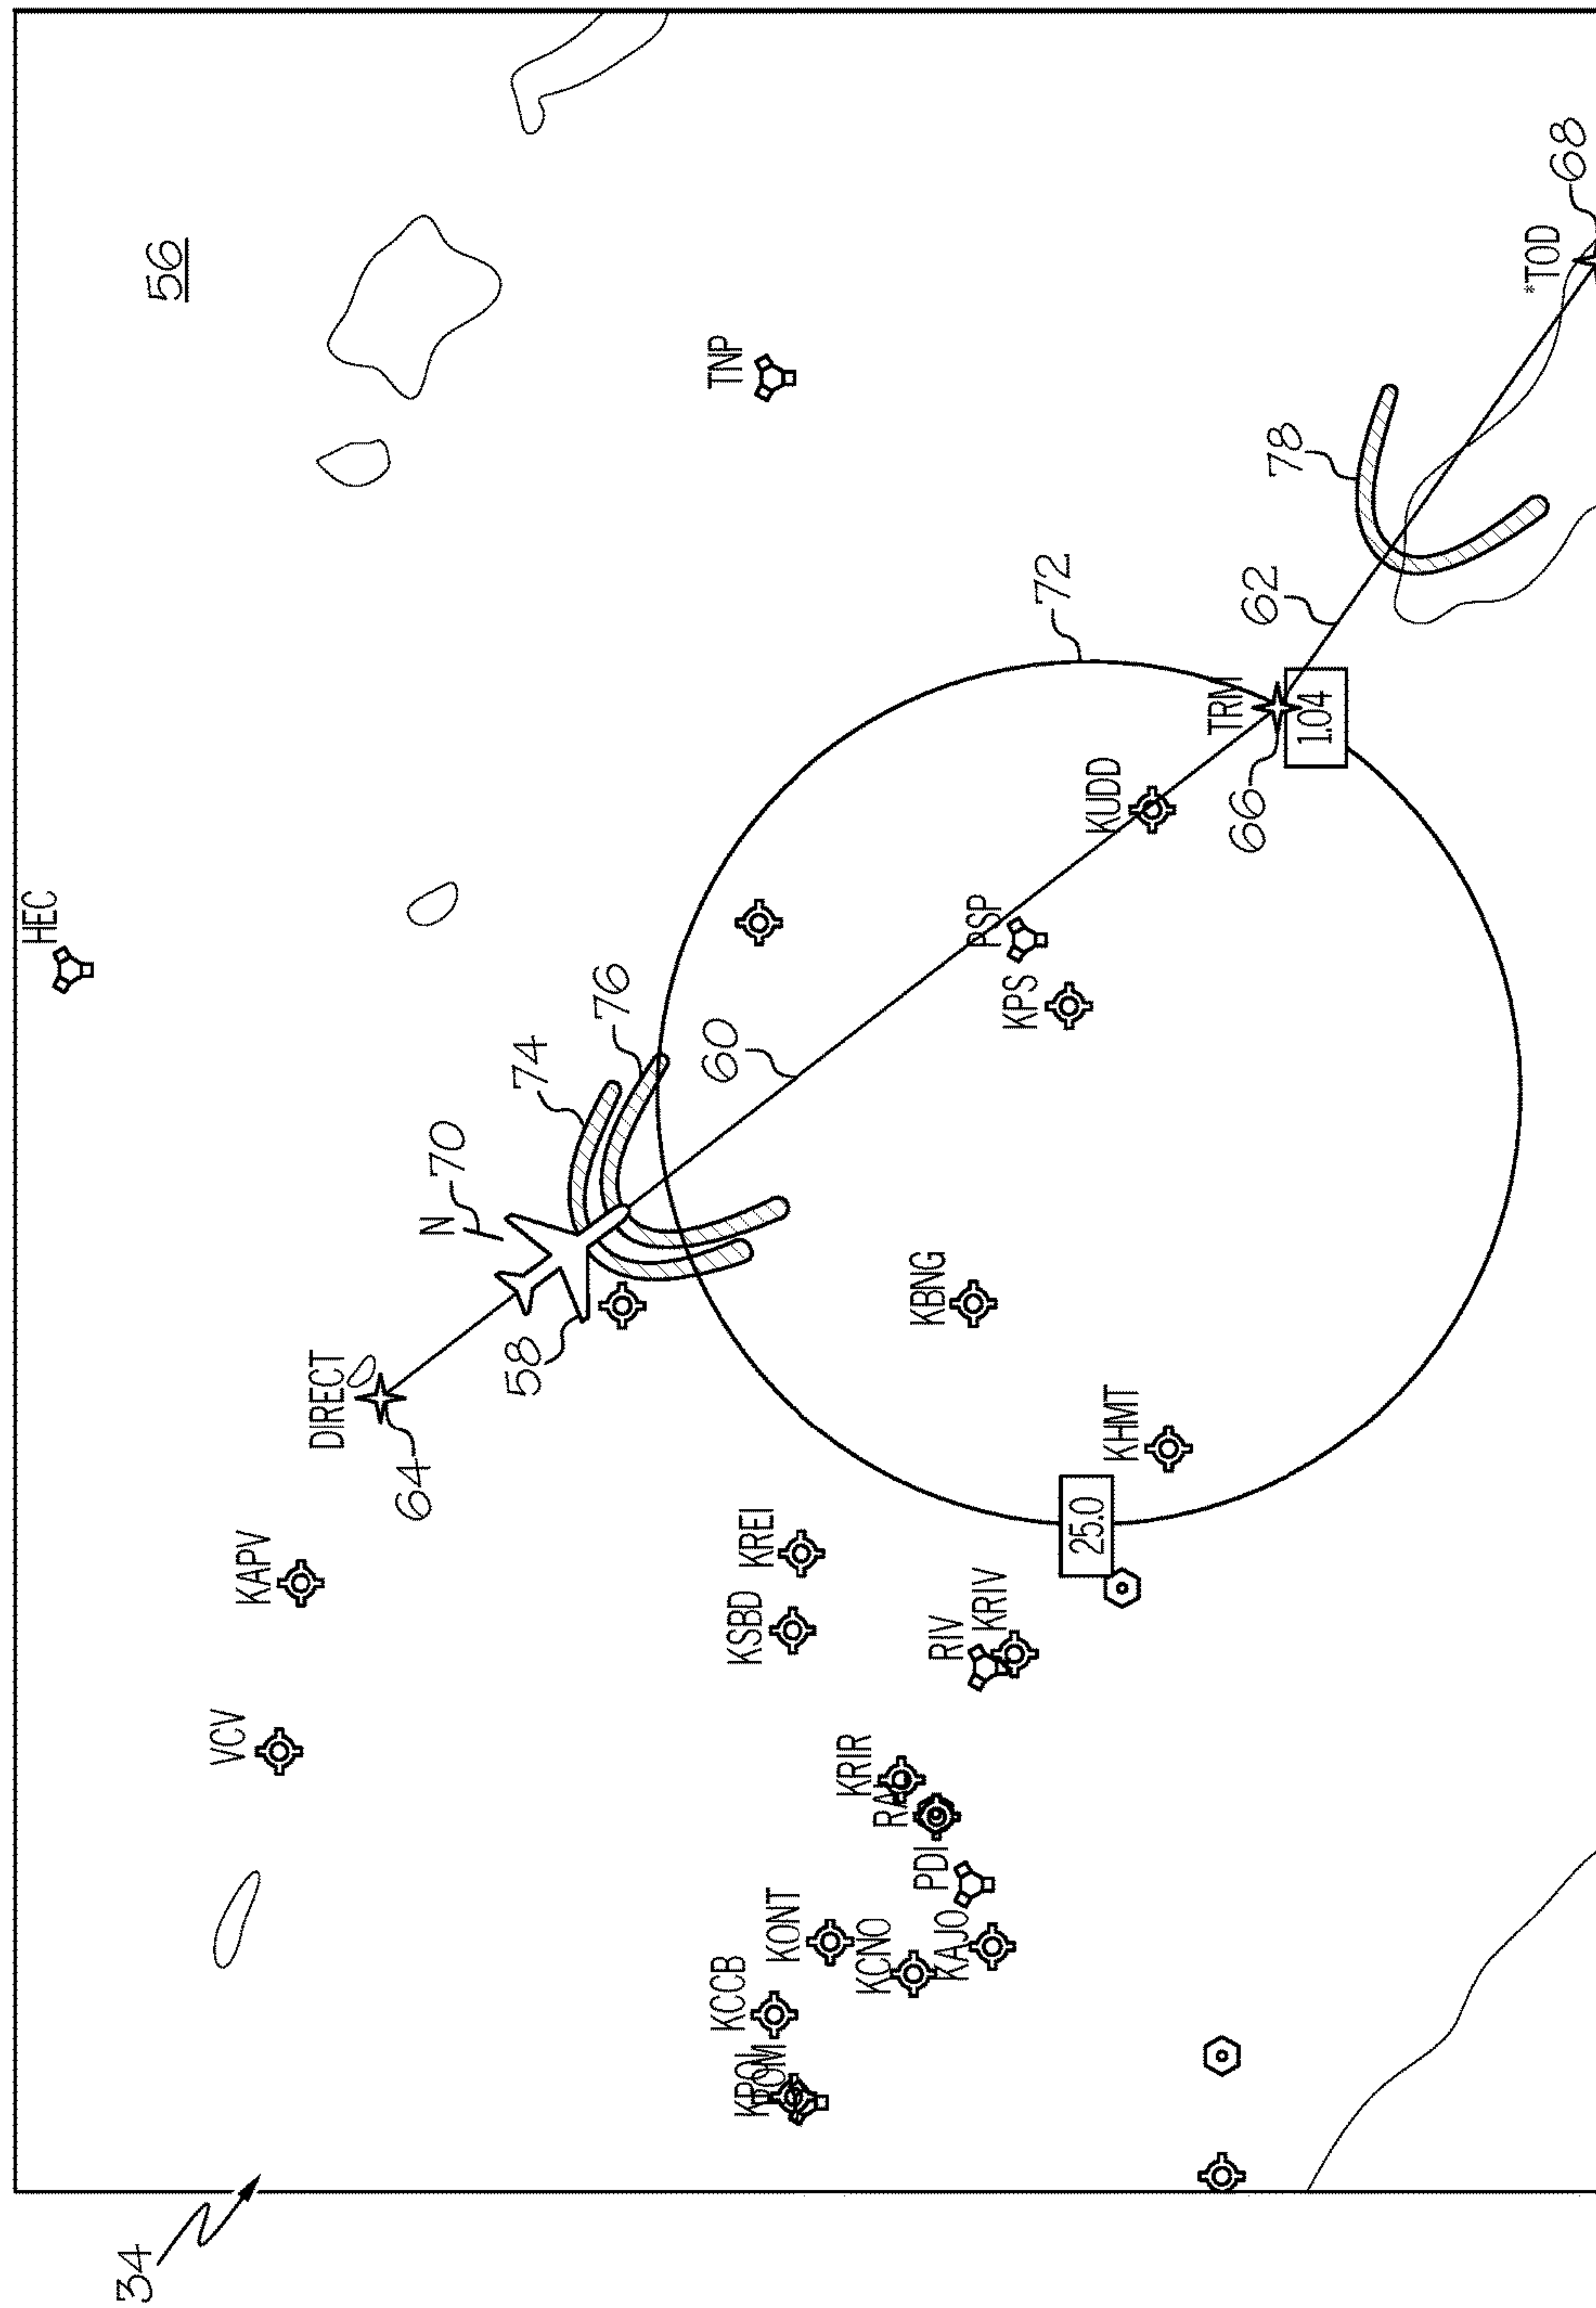 HEC
34
56
VCV
KAPV
DIRECT
64
N
70
58
74
76
60
TNP
KCCB
KSBD
KREI
POM
KONT
KRIR
KCNO
PDI
KBNG
RIV
KAJO
PSP
KRIV
KPS
72
25.0
KUDD
KHMT
TRM
66
62
78
1.04
*TOD
68